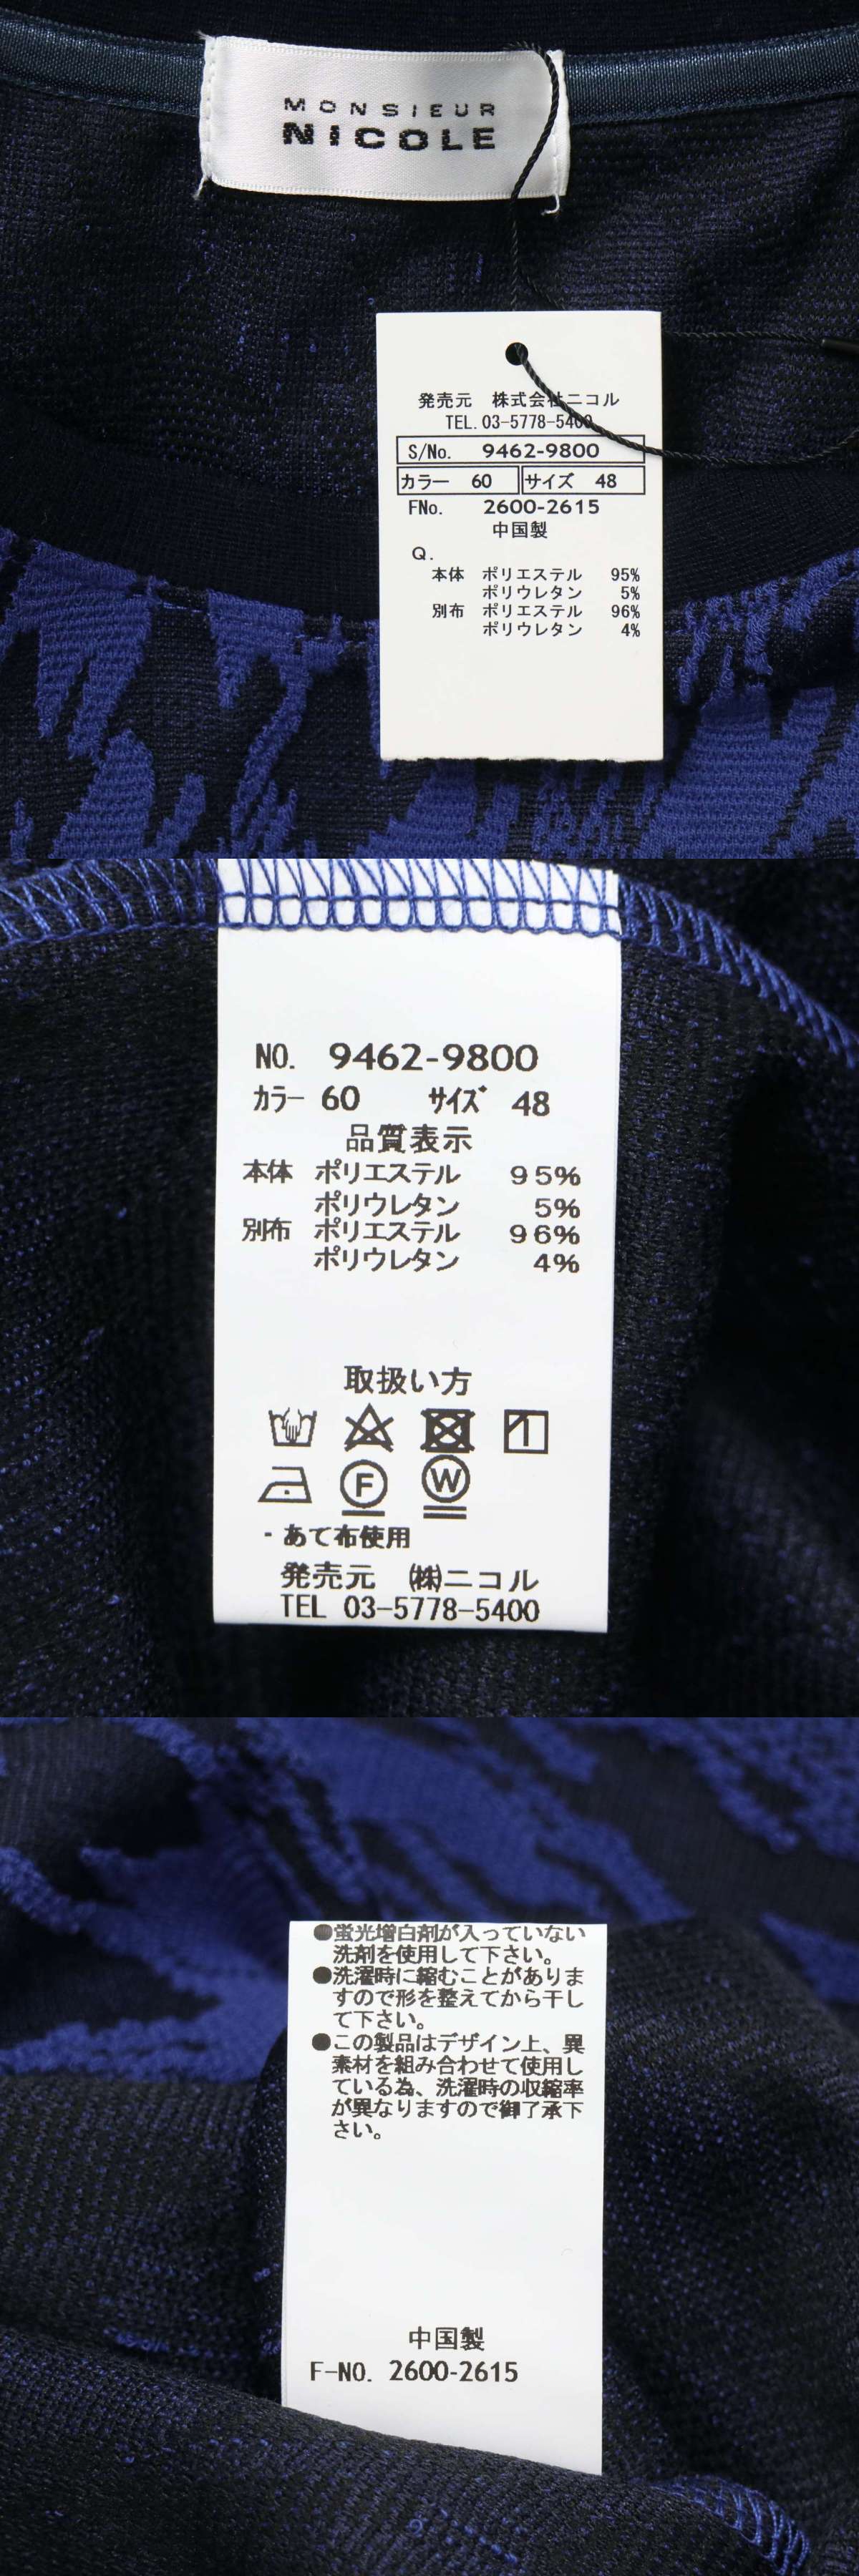 MONSIEUR
NICOLE
発売元 株式会社ニコル
TEL.03-5778-5400
S/No. 9462-9800
カラー 60 サイズ 48
FNo. 2600-2615
中国製
Q.
本体 ポリエステル 95%
ポリウレタン 5%
別布 ポリエステル 96%
ポリウレタン 4%
NO. 9462-9800
カラー 60 サイズ 48
品質表示
本体 ポリエステル 95%
ポリウレタン 5%
別布 ポリエステル 96%
ポリウレタン 4%
取扱い方
F W
・あて布使用
発売元 ㈱ニコル
TEL 03-5778-5400
●蛍光増白剤が入っていない
洗剤を使用して下さい。
●洗濯時に縮むことがありま
すので形を整えてから干し
て下さい。
●この製品はデザイン上、異
素材を組み合わせて使用し
ている為、洗濯時の収縮率
が異なりますので御了承下
さい。
中国製
F-NO. 2600-2615